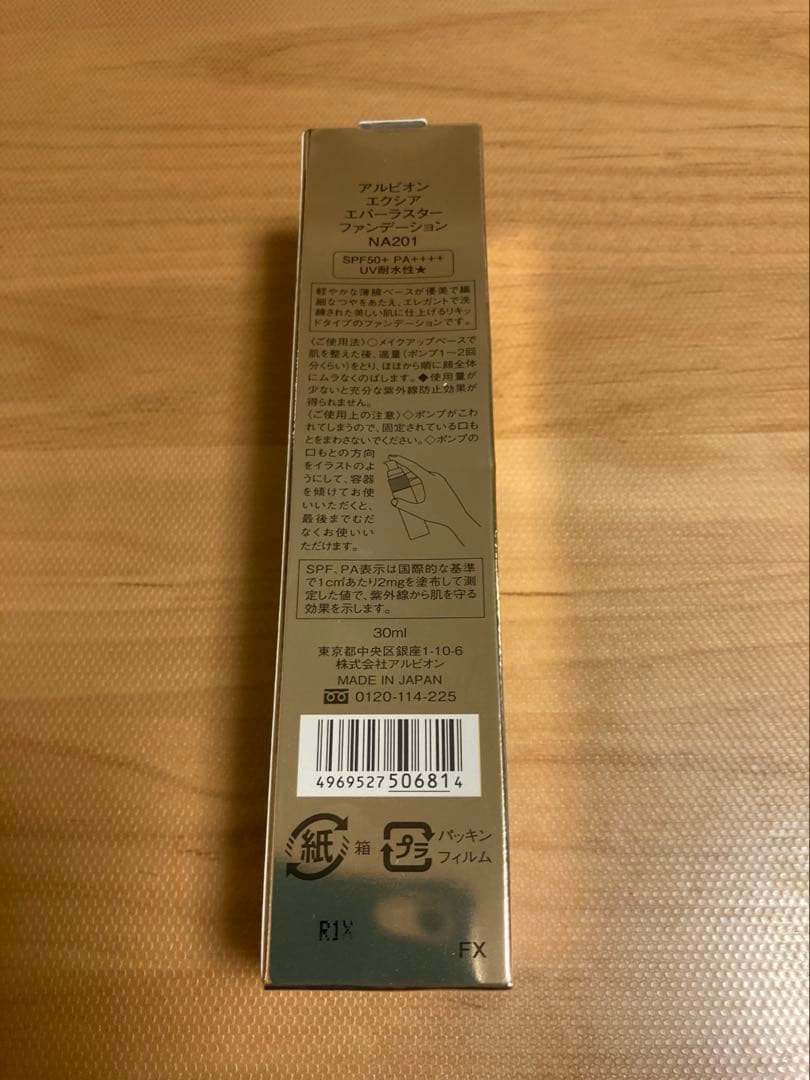 アルビオン
エクシア
エバーラスター
ファンデーション
NA201
SPF50+ PA++++
UV耐水性★
軽やかな薄膜ベースが優美で繊
細なつやをあたえ、エレガントで洗
練された美しい肌に仕上げるリキッ
ドタイプのファンデーションです。
〈ご使用法〉○メイクアップベースで
肌を整えた後、適量（ポンプ1〜2回
分くらい）をとり、ほほから順に顔全体
にムラなくのばします。◆使用量が
少ないと充分な紫外線防止効果が
得られません。
〈ご使用上の注意〉◇ポンプがこわ
れてしまうので、固定されている口も
とをまわさないでください。◇ポンプの
口もとの方向
をイラストのよ
うにして、容器
を傾けてお使
いいただくと、
最後までむだ
なくお使いい
ただけます。
SPF、PA表示は国際的な基準
で1c㎡あたり2mgを塗布して測
定した値で、紫外線から肌を守る
効果を示します。
30ml
東京都中央区銀座1-10-6
株式会社アルビオン
MADE IN JAPAN
0120-114-225
4969527506814
紙 箱 プラ パッキン
フィルム
R1X
FX